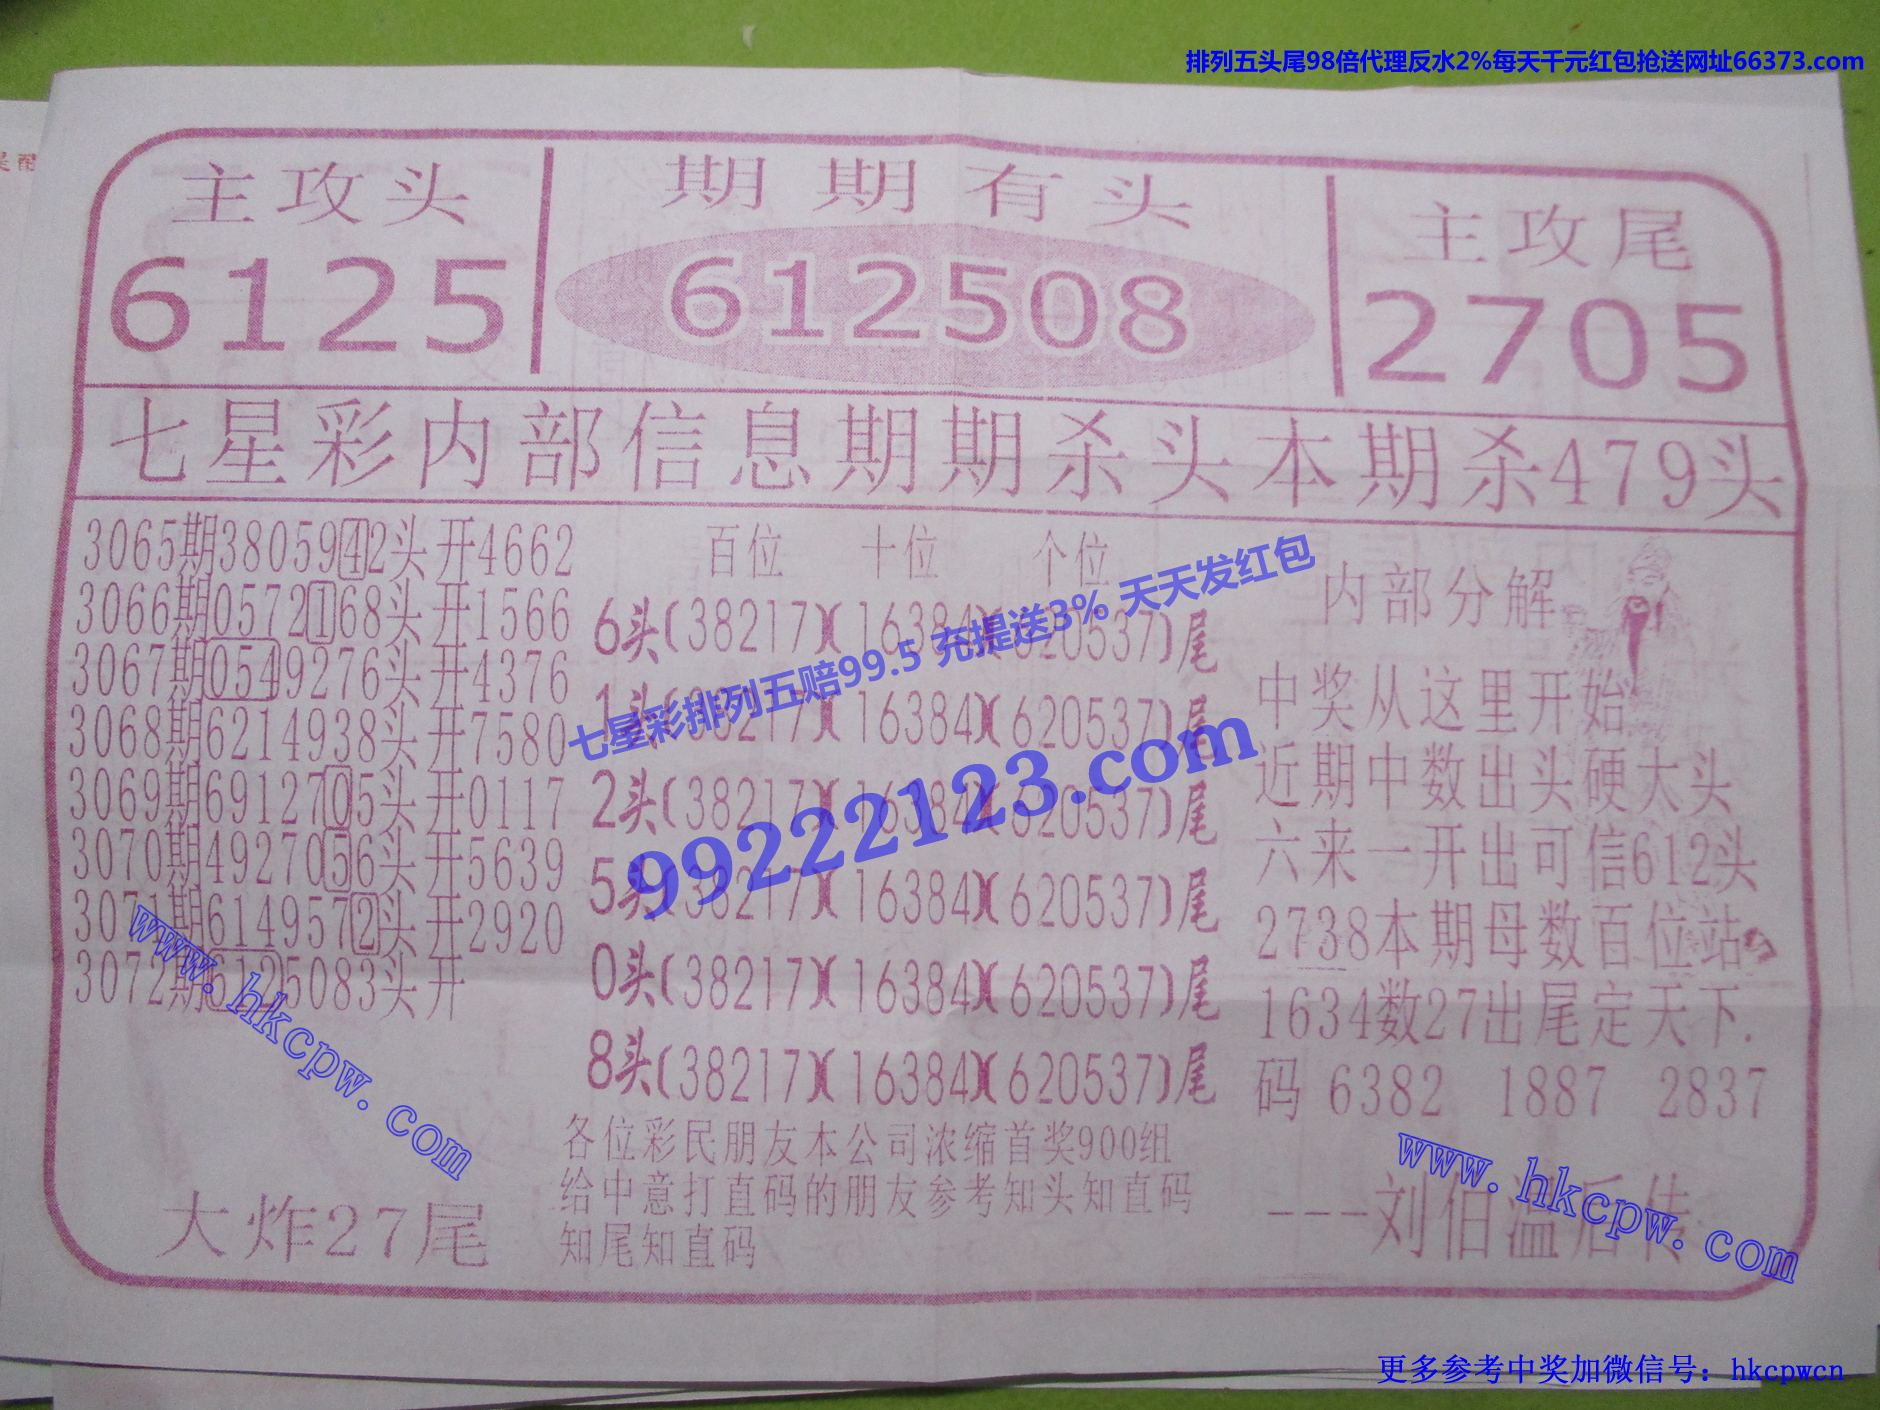 排列五头尾98倍代理反水2%每天千元红包抢送网址66373.com
主攻头
6125
期期有头
612508
主攻尾
2705
七星彩内部信息期期杀头本期杀479头
3065期3805942头开4662
3066期0572168头开1566
3067期0549276头开4376
3068期6214938头开7580
3069期6912705头开0117
3070期4927056头开5639
3071期6149572头开2920
3072期6125083头开
大炸27尾
百位 十位 个位
6头(38217)(16384)(620537)尾
1头(38217)(16384)(620537)尾
2头(38217)(16384)(620537)尾
5头(38217)(16384)(620537)尾
0头(38217)(16384)(620537)尾
8头(38217)(16384)(620537)尾
各位彩民朋友本公司浓缩首奖900组
给中意打直码的朋友参考知头知直码
知尾知直码
内部分解
中奖从这里开始
近期中数出头硬大头
六来一开出可信612头
2738本期母数百位站
1634数27出尾定天下.
码 6382 1887 2837
---刘伯温后传
七星彩排列五赔99.5 充提送3% 天天发红包
99222123.com
www.hkcpw.com
www.hkcpw.com
更多参考中奖加微信号：hkcpwcn